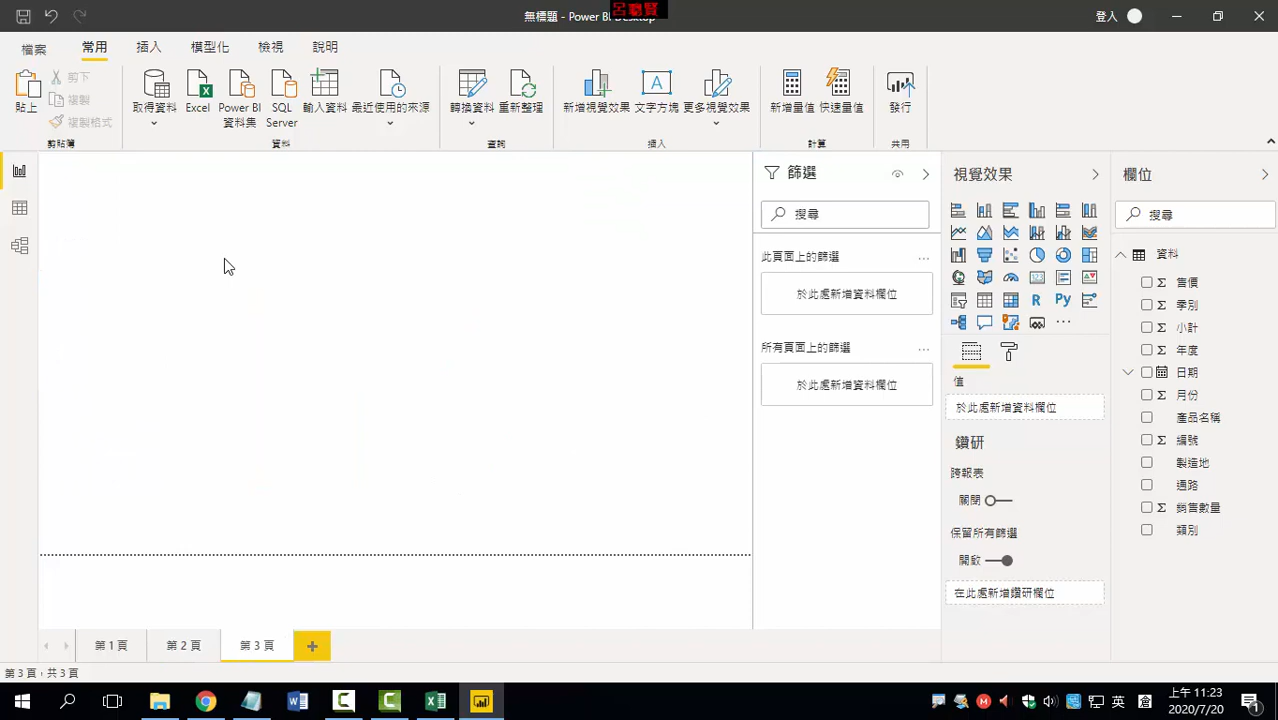 呂聰賢
無標題 - Power BI Desktop
登入
檔案
常用
插入
模型化
檢視
說明
貼上
剪下
複製
複製格式
剪貼簿
取得資料
Excel
Power BI
資料集
SQL
Server
輸入資料
最近使用的來源
資料
轉換資料
重新整理
查詢
新增視覺效果
文字方塊
更多視覺效果
插入
新增量值
快速量值
計算
發行
共用
篩選
搜尋
此頁面上的篩選
...
於此處新增資料欄位
所有頁面上的篩選
...
於此處新增資料欄位
視覺效果
值
於此處新增資料欄位
鑽研
跨報表
關閉
保留所有篩選
開啟
在此處新增鑽研欄位
欄位
搜尋
資料
售價
季別
小計
年度
日期
月份
產品名稱
編號
製造地
通路
銷售數量
類別
第 1 頁
第 2 頁
第 3 頁
第 3 頁，共 3 頁
英
上午 11:23
2020/7/20